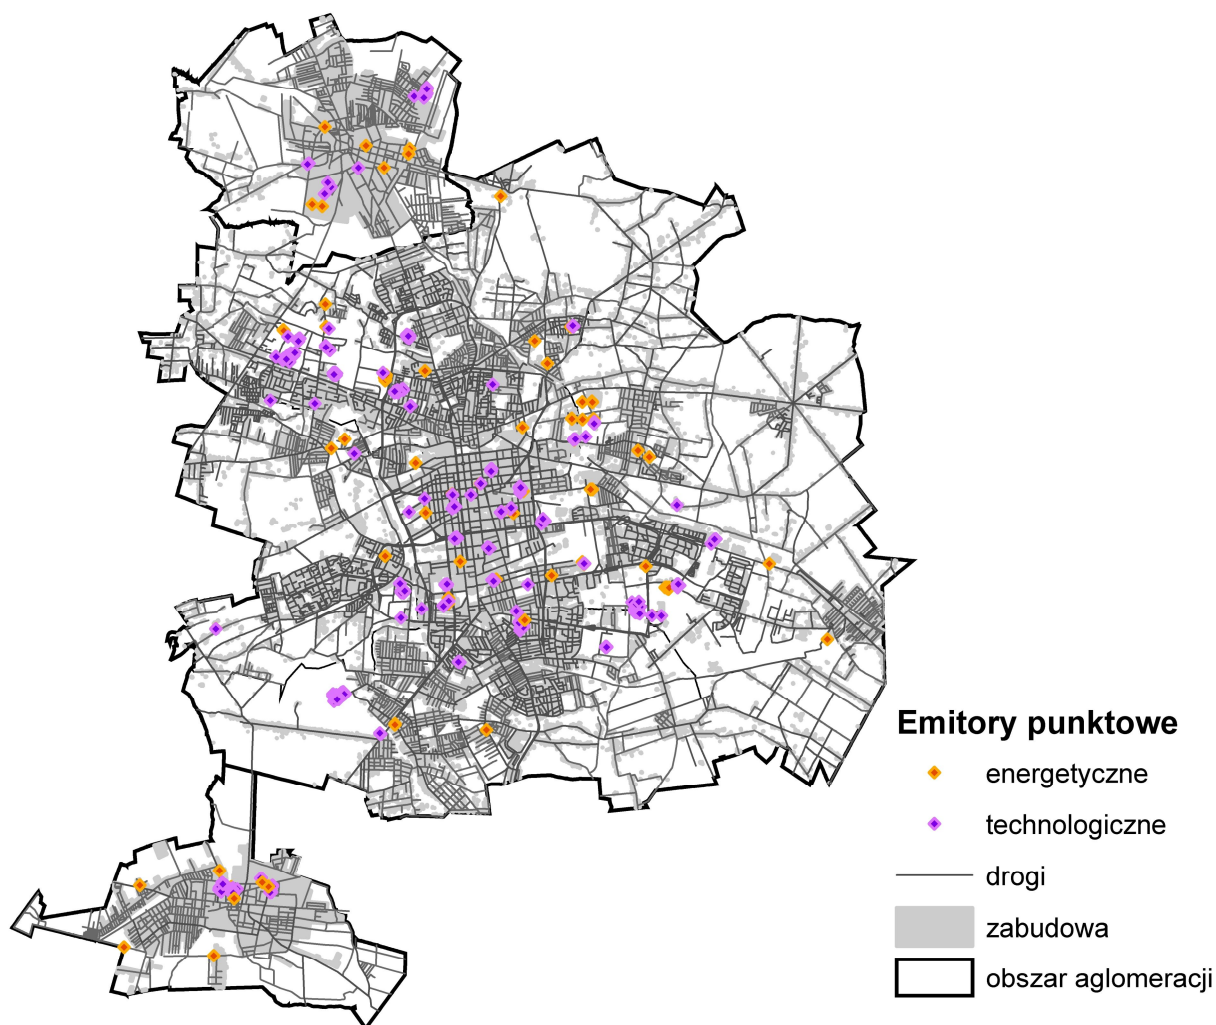 Emitory punktowe
energetyczne
technologiczne
drogi
zabudowa
obszar aglomeracji